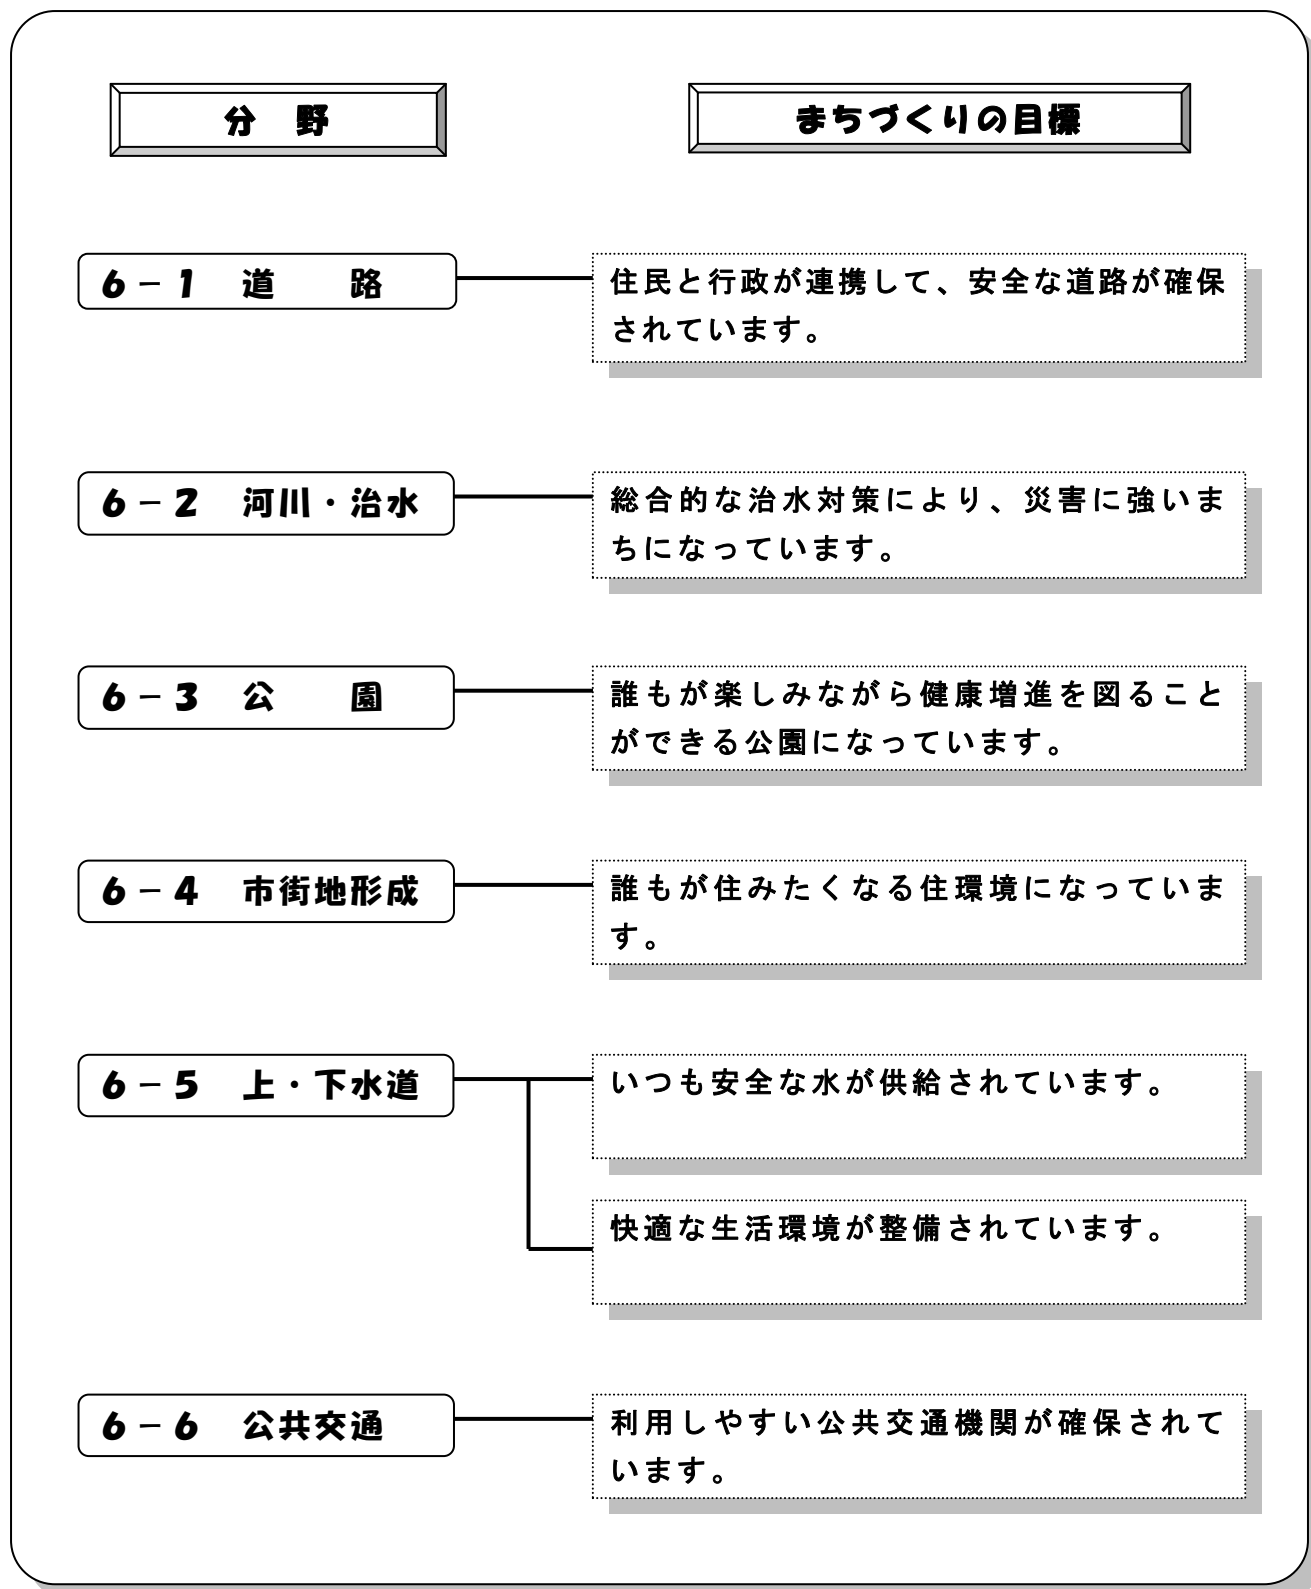 分　野
まちづくりの目標
６－１　道　　路
住民と行政が連携して、安全な道路が確保
されています。
６－２　河川・治水
総合的な治水対策により、災害に強いま
ちになっています。
６－３　公　　園
誰もが楽しみながら健康増進を図ること
ができる公園になっています。
６－４　市街地形成
誰もが住みたくなる住環境になっていま
す。
６－５　上・下水道
いつも安全な水が供給されています。
快適な生活環境が整備されています。
６－６　公共交通
利用しやすい公共交通機関が確保されて
います。